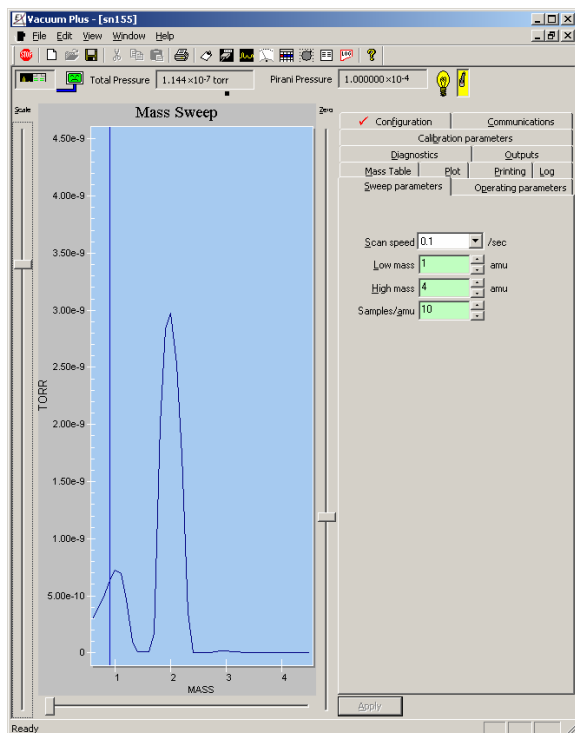 Vacuum Plus - [sn155]
File Edit View Window Help
STOP LOG ?
Total Pressure 1.144×10-7 torr Pirani Pressure 1.000000×10-4
Scale
Mass Sweep
Zero
4.50e-9
4.00e-9
3.50e-9
3.00e-9
2.50e-9
2.00e-9
1.50e-9
1.00e-9
5.00e-10
0
TORR
1 2 3 4
MASS
Configuration Communications
Calibration parameters
Diagnostics Outputs
Mass Table Plot Printing Log
Sweep parameters Operating parameters
Scan speed 0.1 /sec
Low mass 1 amu
High mass 4 amu
Samples/amu 10
Apply
Ready